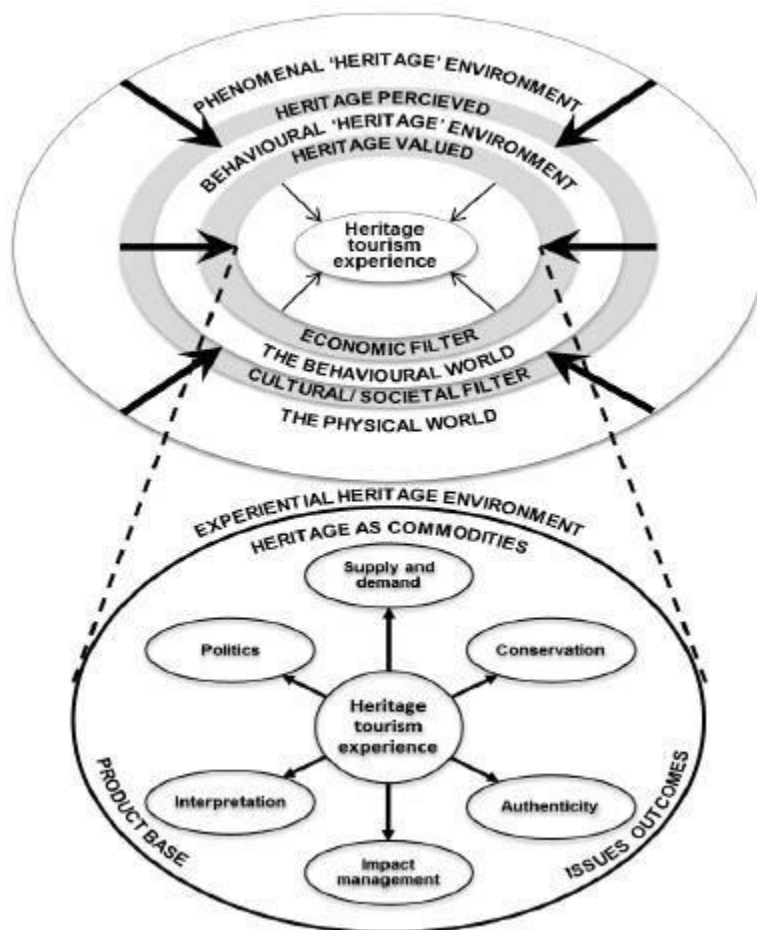 PHENOMENAL 'HERITAGE' ENVIRONMENT
HERITAGE PERCIEVED
BEHAVIOURAL 'HERITAGE' ENVIRONMENT
HERITAGE VALUED
Heritage
tourism
experience
ECONOMIC FILTER
THE BEHAVIOURAL WORLD
CULTURAL/ SOCIETAL FILTER
THE PHYSICAL WORLD
EXPERIENTIAL HERITAGE ENVIRONMENT
HERITAGE AS COMMODITIES
Supply and
demand
Politics
Conservation
Heritage
tourism
experience
Interpretation
Authenticity
Impact
management
PRODUCT BASE
ISSUES OUTCOMES